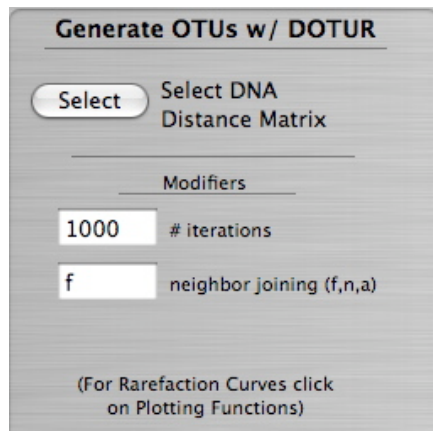 Generate OTUs w/ DOTUR
Select
Select DNA
Distance Matrix
Modifiers
1000
# iterations
f
neighbor joining (f,n,a)
(For Rarefaction Curves click
on Plotting Functions)